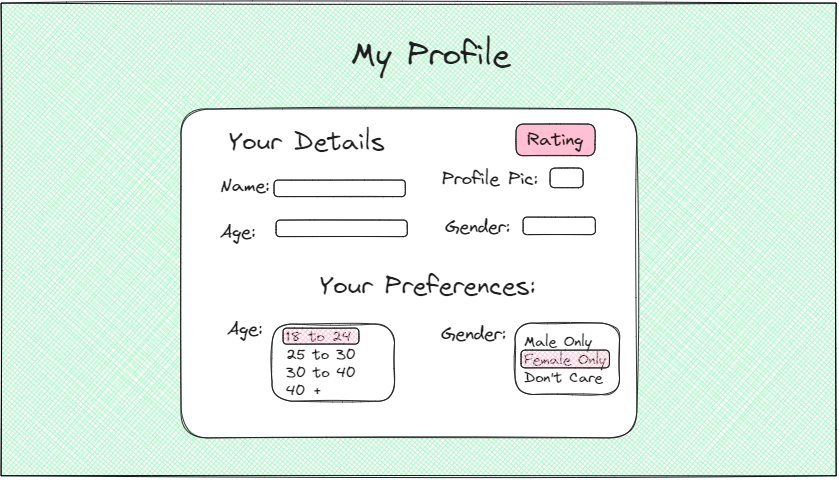 My Profile
Your Details
Rating
Name:
Profile Pic:
Age:
Gender:
Your Preferences:
Age:
18 to 24
25 to 30
30 to 40
40 +
Gender:
Male Only
Female Only
Don't Care